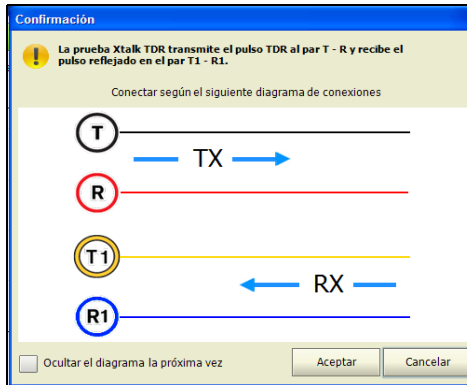 Confirmación
La prueba Xtalk TDR transmite el pulso TDR al par T - R y recibe el
pulso reflejado en el par T1 - R1.
Conectar según el siguiente diagrama de conexiones
T
TX
R
T1
RX
R1
Ocultar el diagrama la próxima vez
Aceptar
Cancelar